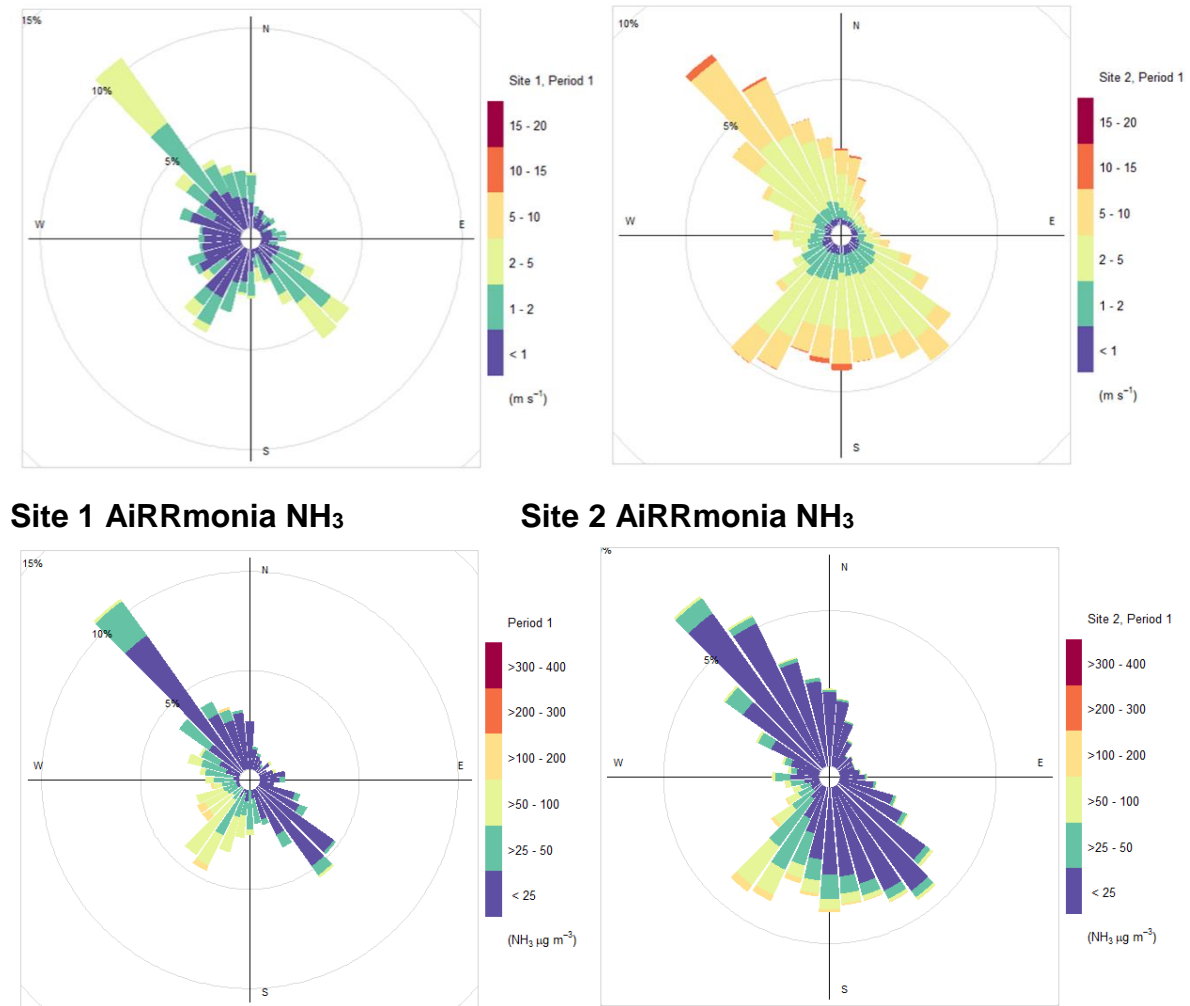 15%
N
10%
5%
W
E
S
Site 1, Period 1
15 - 20
10 - 15
5 - 10
2 - 5
1 - 2
< 1
(m s⁻¹)
10%
N
5%
W
E
S
Site 2, Period 1
15 - 20
10 - 15
5 - 10
2 - 5
1 - 2
< 1
(m s⁻¹)
Site 1 AiRRmonia NH₃
Site 2 AiRRmonia NH₃
15%
N
10%
5%
W
E
S
Period 1
>300 - 400
>200 - 300
>100 - 200
>50 - 100
>25 - 50
< 25
(NH₃ μg m⁻³)
%
N
5%
W
E
S
Site 2, Period 1
>300 - 400
>200 - 300
>100 - 200
>50 - 100
>25 - 50
< 25
(NH₃ μg m⁻³)